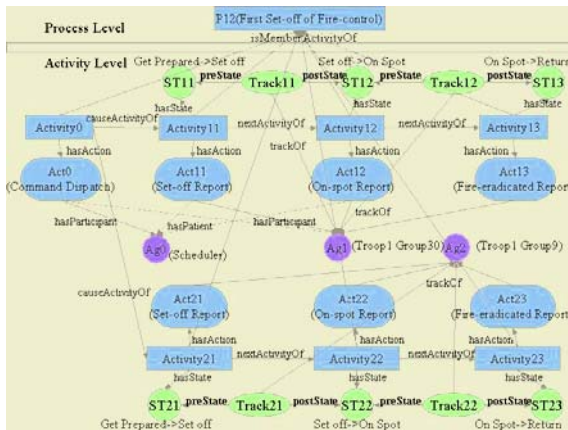 P12(First Set-off of Fire-control)
Process Level
isMemberActivityOf
Activity Level
Get Prepared->Set off
Set off->On Spot
On Spot->Return
ST11
preState
Track11
postState
ST12
preState
Track12
postState
ST13
hasState
hasState
hasState
causeActivityOf
nextActivityOf
nextActivityOf
Activity0
Activity11
Activity12
Activity13
trackOf
hasAction
hasAction
hasAction
hasAction
Act0
Act11
Act12
Act13
(Command Dispatch)
(Set-off Report)
(On-spot Report)
(Fire-eradicated Report)
hasParticipant
hasPatient
hasParticipant
trackOf
Ag0
(Scheduler)
Ag1
(Troop1 Group30)
Ag2
(Troop1 Group9)
causeActivityOf
trackOf
Act21
Act22
Act23
(Set-off Report)
(On-spot Report)
(Fire-eradicated Report)
hasAction
hasAction
hasAction
Activity21
nextActivityOf
Activity22
nextActivityOf
Activity23
hasState
hasState
hasState
ST21
preState
Track21
postState
ST22
preState
Track22
postState
ST23
Get Prepared->Set off
Set off->On Spot
On Spot->Return